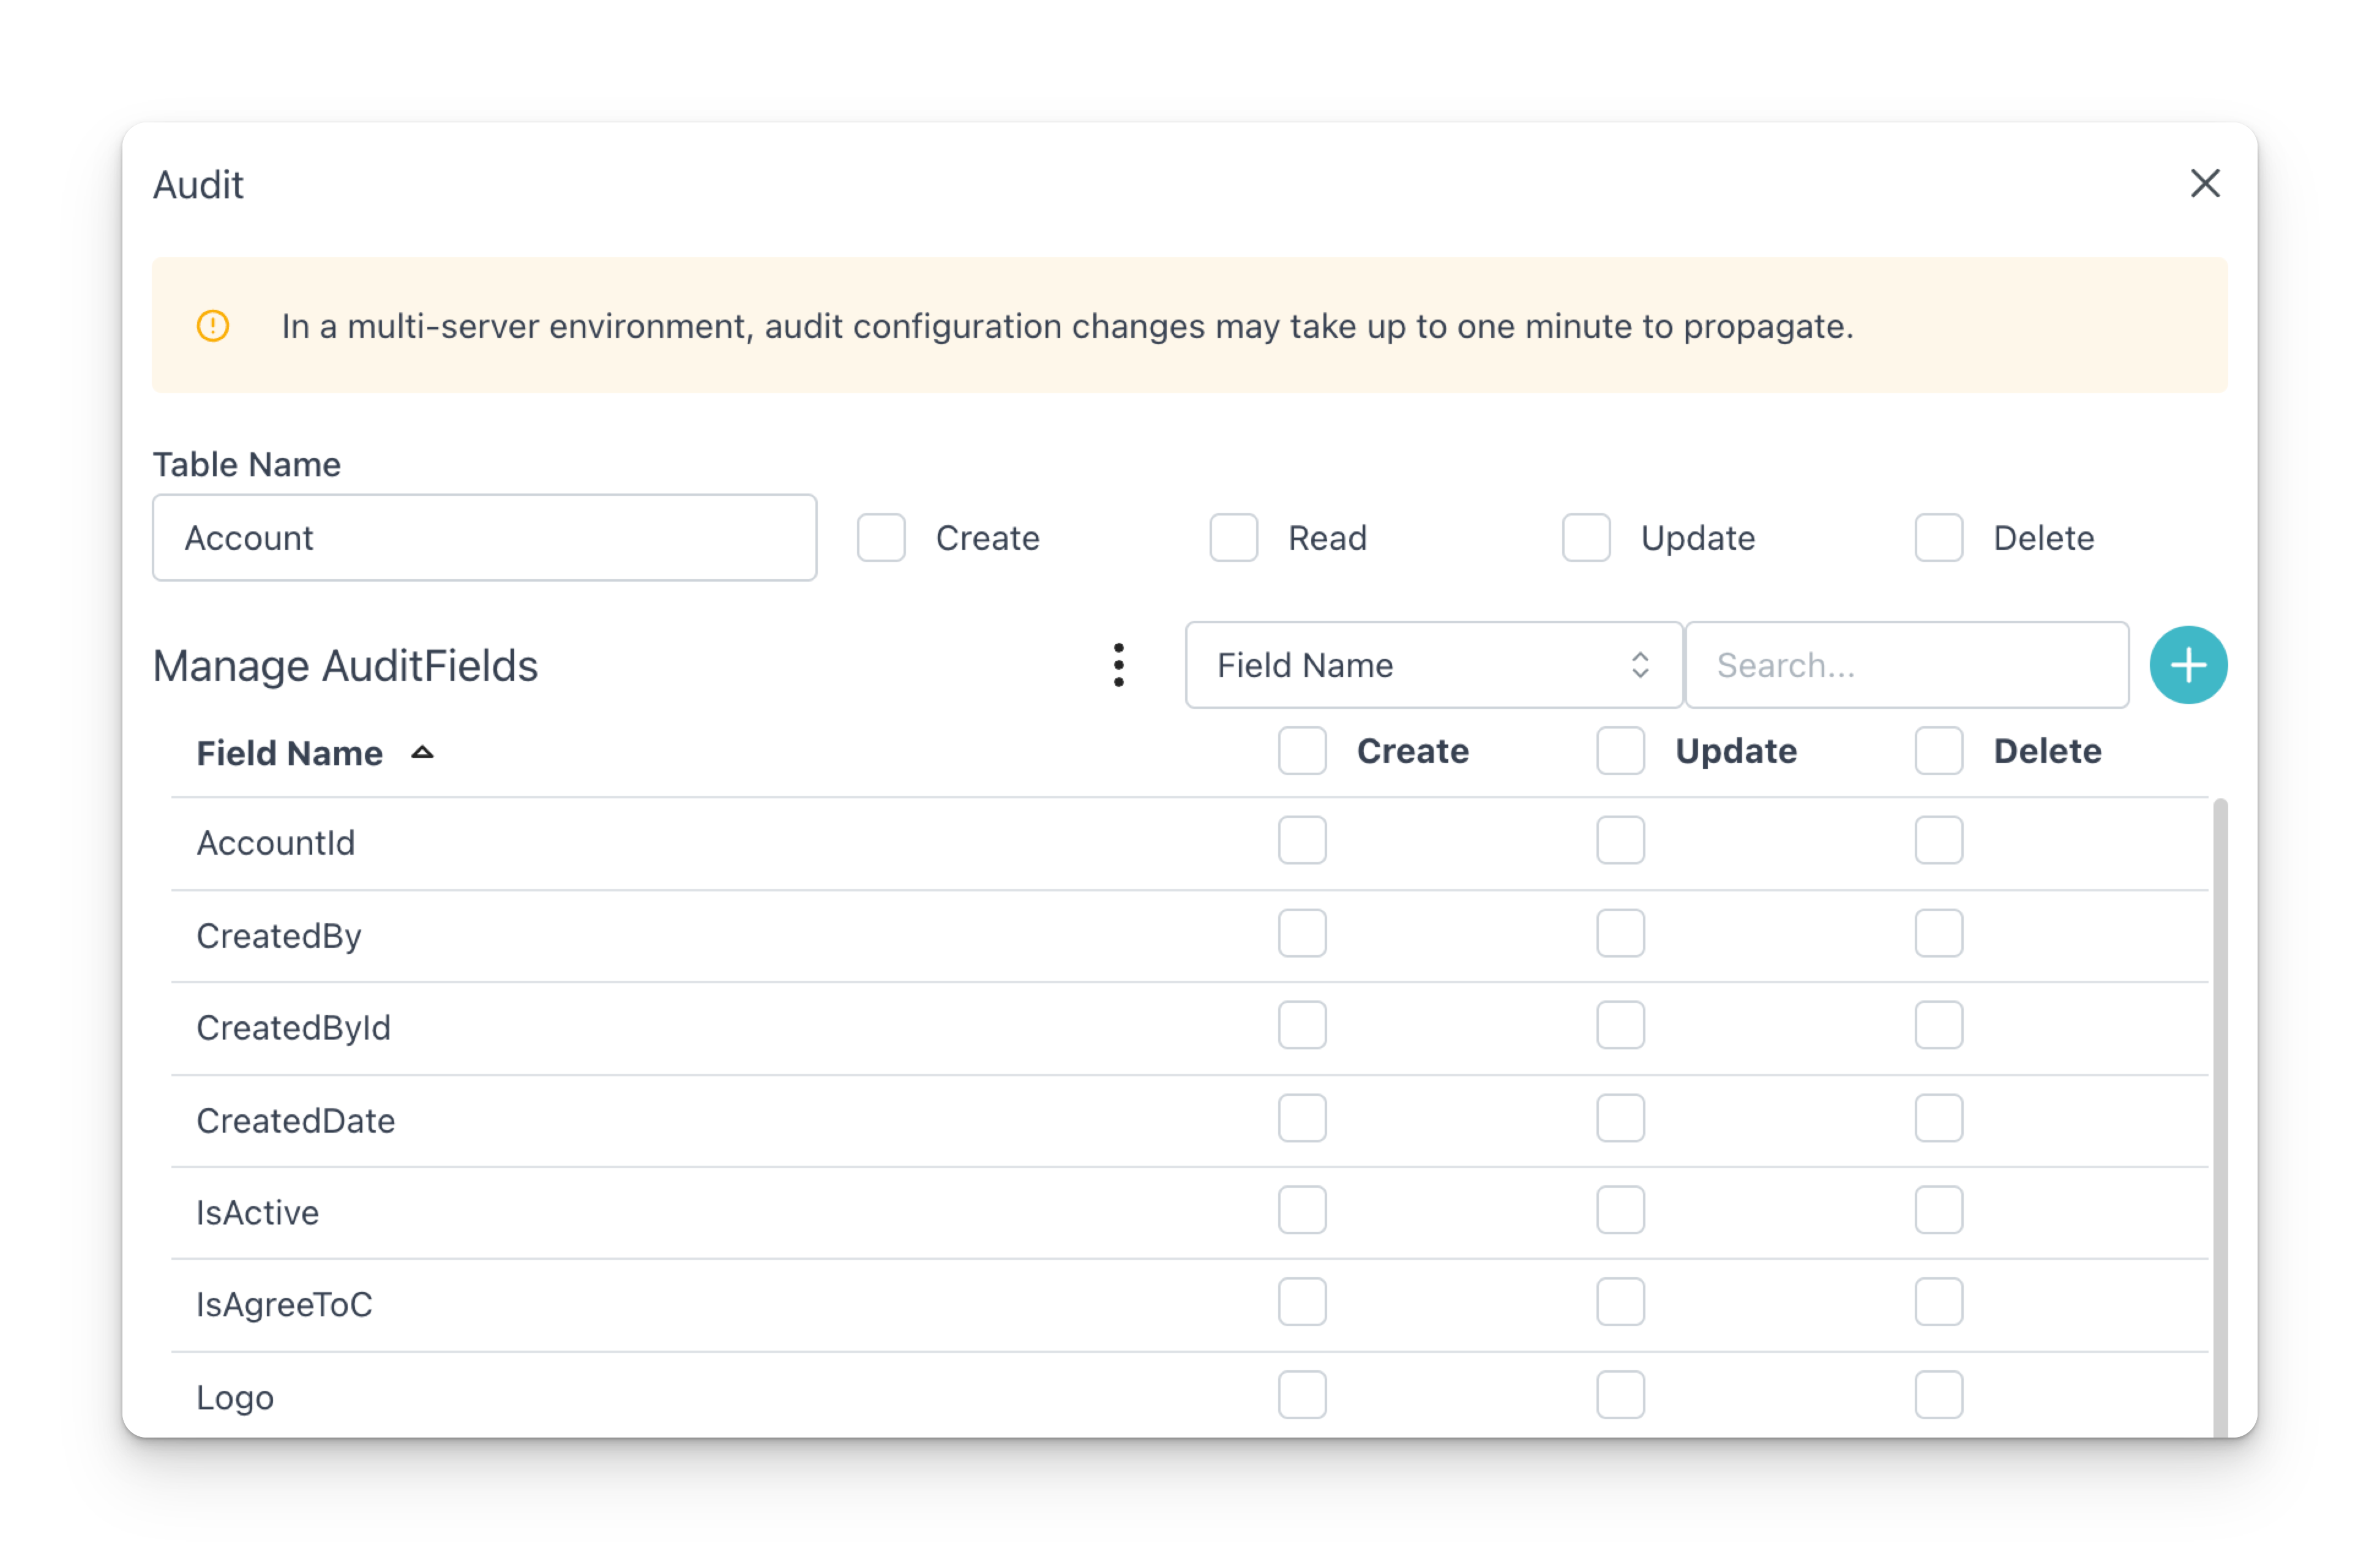 Audit
In a multi-server environment, audit configuration changes may take up to one minute to propagate.
Table Name
Account Create Read Update Delete
Manage AuditFields Field Name Search...
Field Name Create Update Delete
AccountId
CreatedBy
CreatedById
CreatedDate
IsActive
IsAgreeToC
Logo